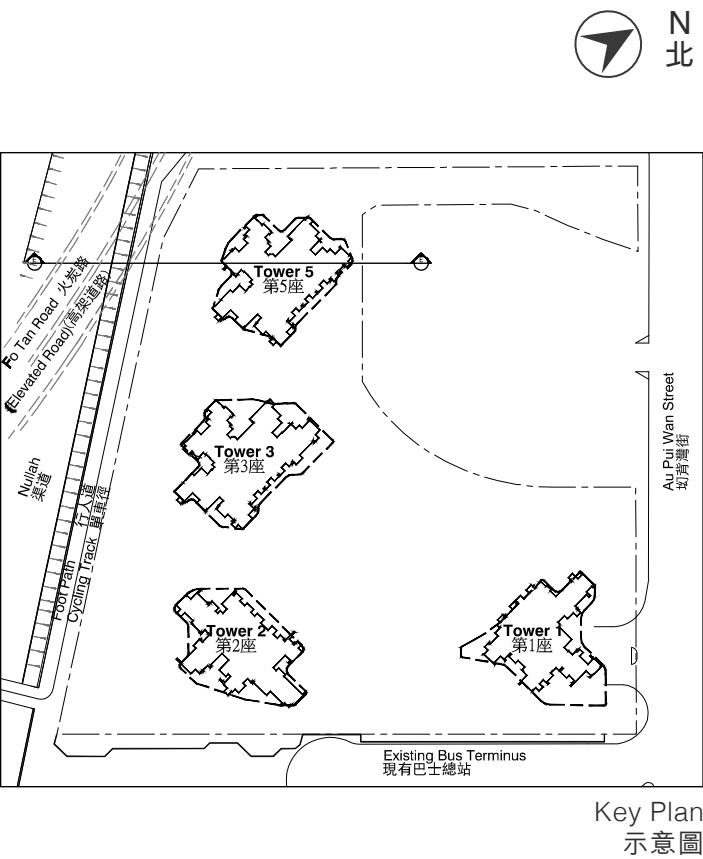 N
北
Tower 5
第5座
Fo Tan Road 火炭路
(Elevated Road)(高架道路)
Au Pui Wan Street
坳背灣街
Tower 3
第3座
Nullah
渠道
Foot Path 行人道
Cycling Track 單車徑
Tower 2
第2座
Tower 1
第1座
Existing Bus Terminus
現有巴士總站
Key Plan
示意圖